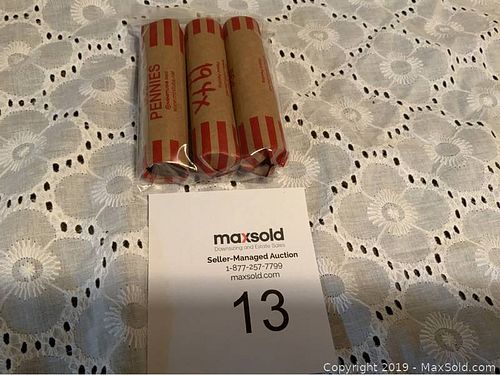 PENNIES
194X
maxsold
Downsizing and Estate Sales
Seller-Managed Auction
1-877-257-7799
maxsold.com
13
Copyright 2019 - MaxSold.com